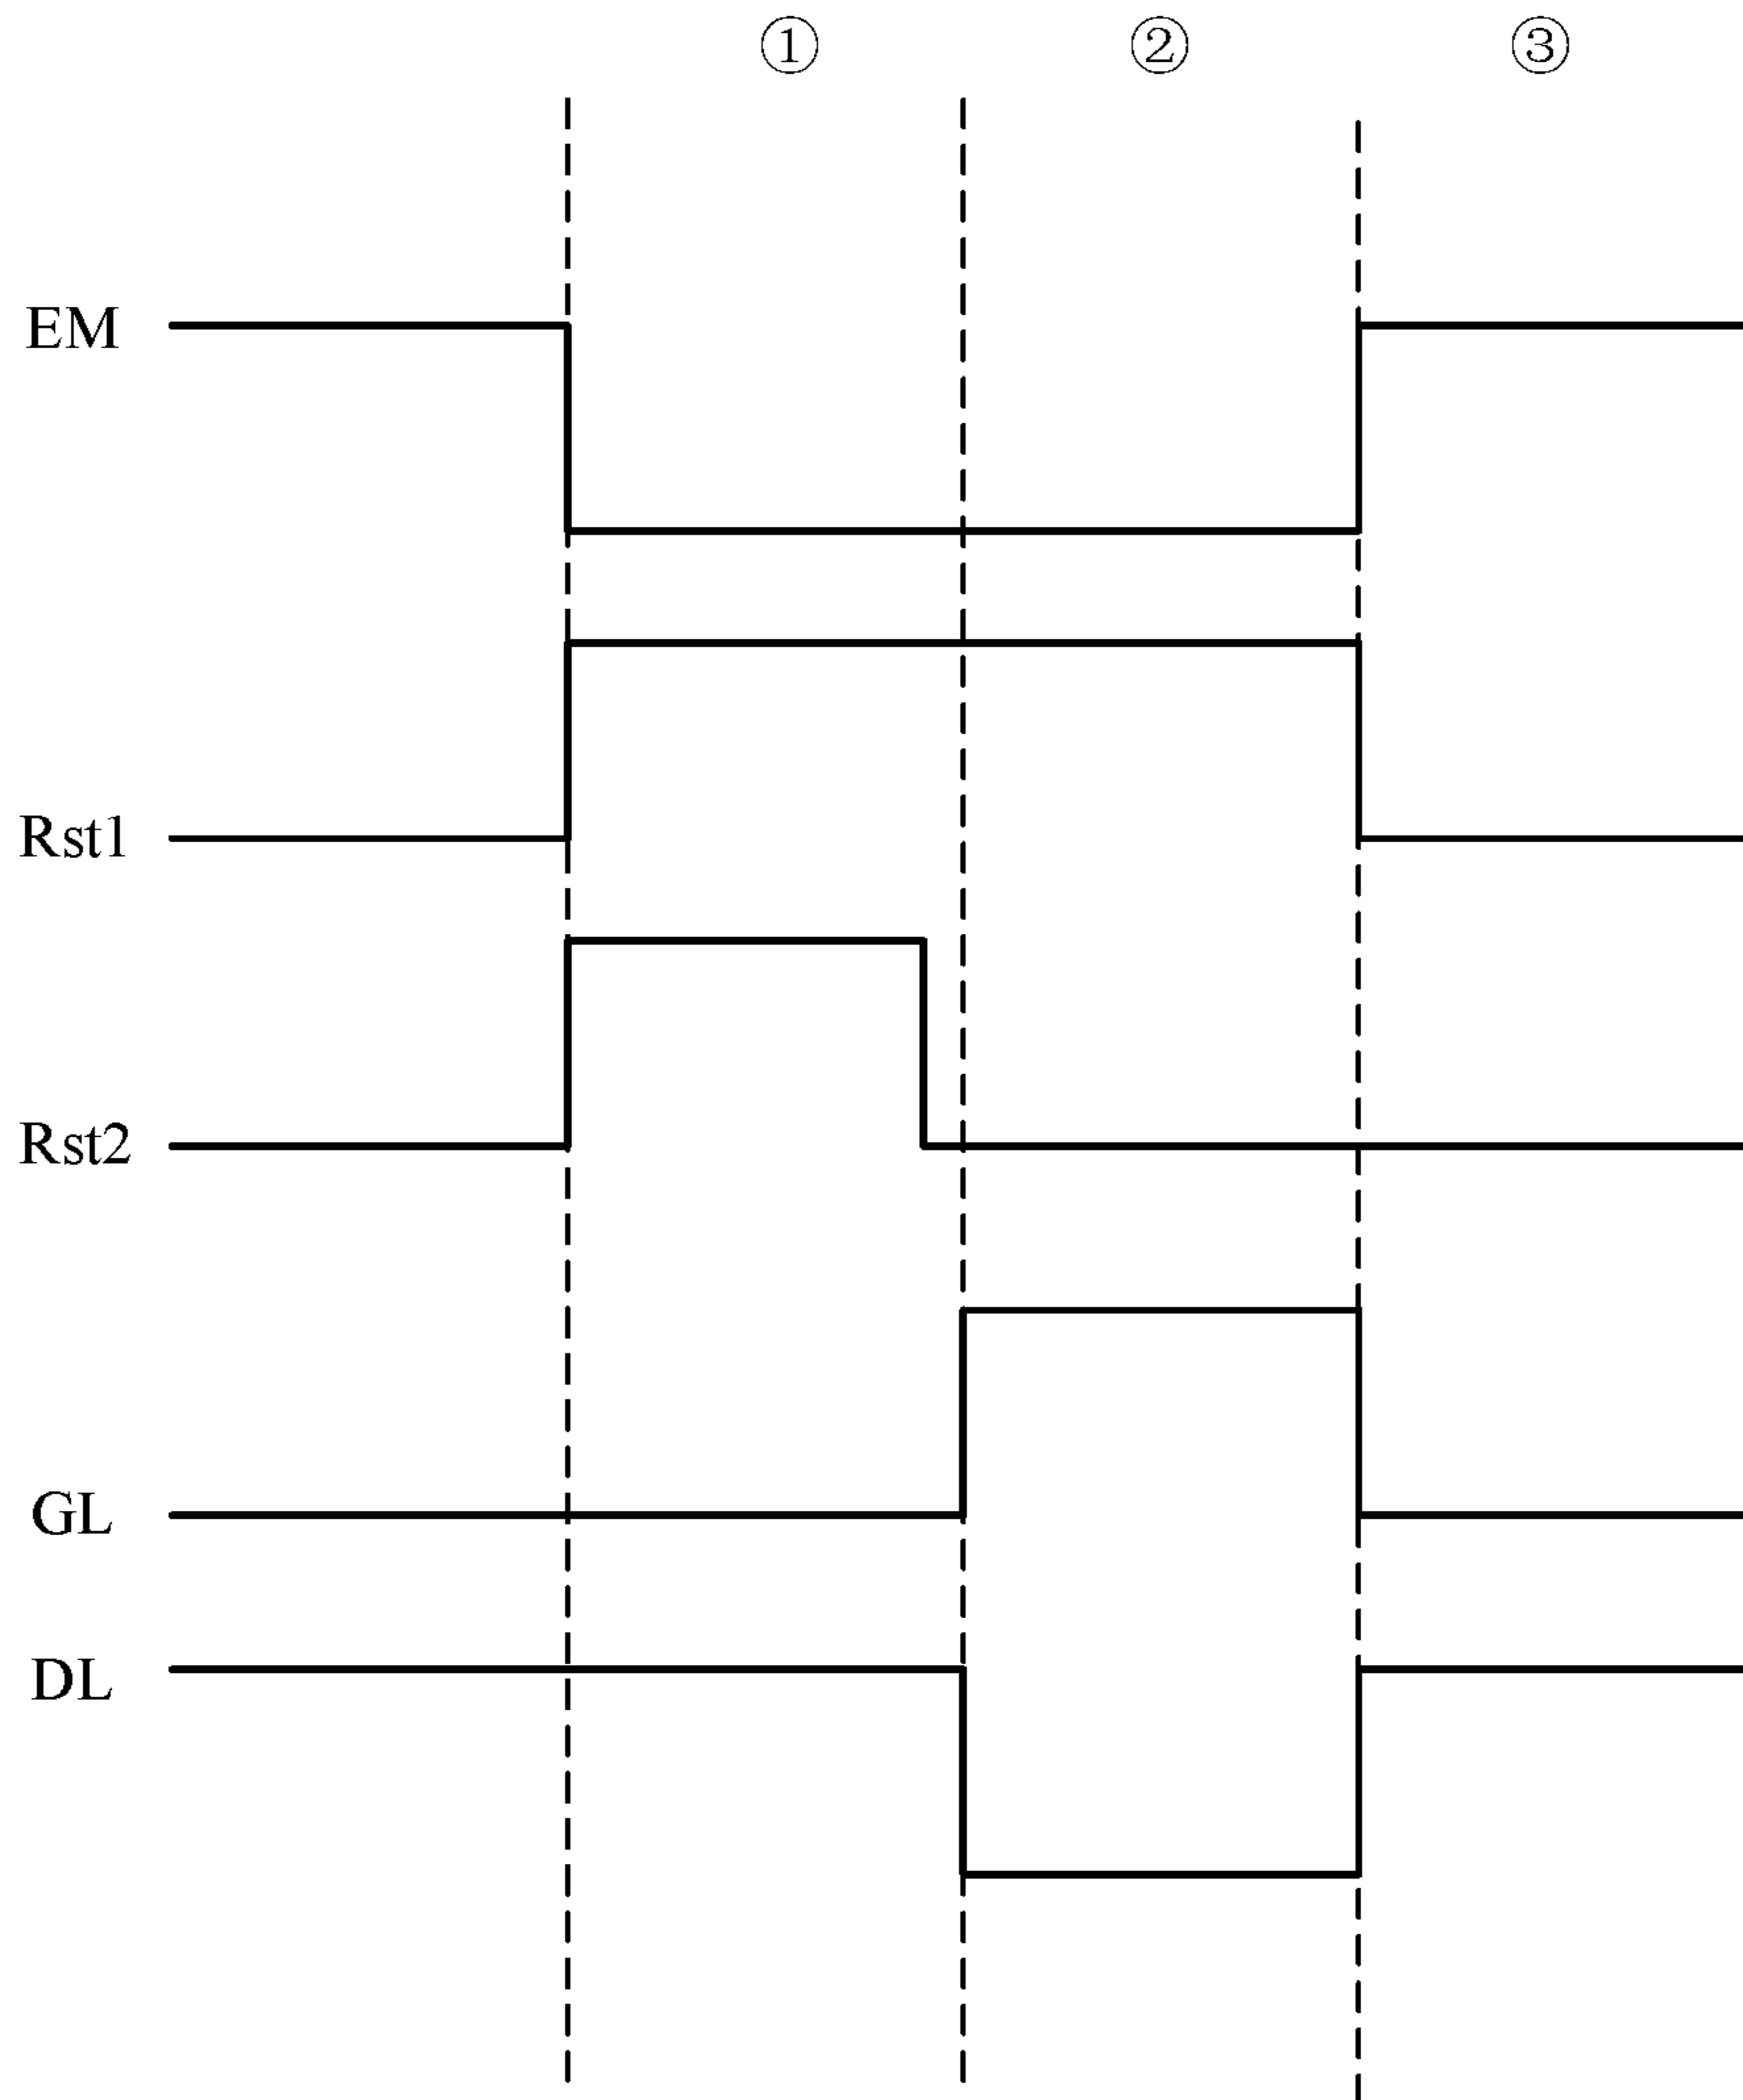 ① ② ③
EM
Rst1
Rst2
GL
DL